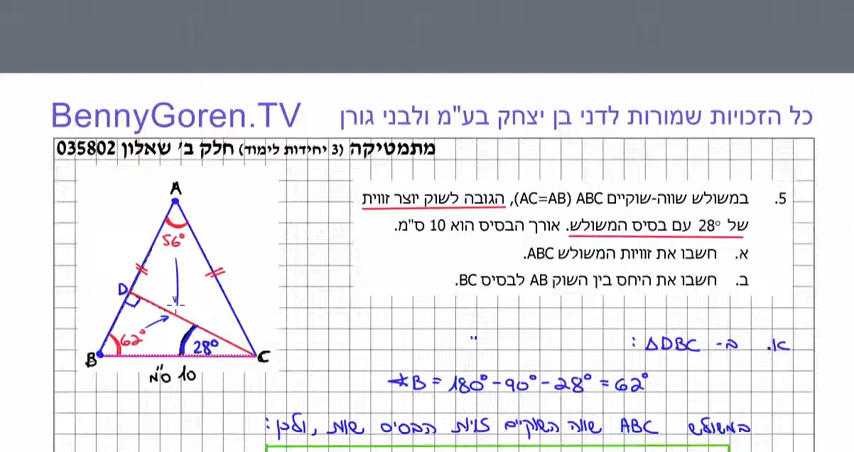 BennyGoren.TV כל הזכויות שמורות לדני בן יצחק בע"מ ולבני גורן
מתמטיקה (3 יחידות לימוד) חלק ב' שאלון 035802
5. במשולש שווה-שוקיים ABC (AC=AB), הגובה לשוק יוצר זווית
של 28° עם בסיס המשולש. אורך הבסיס הוא 10 ס"מ.
א. חשבו את זוויות המשולש ABC.
ב. חשבו את היחס בין השוק AB לבסיס BC.
A
56°
D
62°
28°
B
C
10 ס"מ
א. ב- ΔDBC :
∢B = 180° - 90° - 28° = 62°
במשולש ABC שווה השוקיים זוית הבסיס שוות, ולכן: